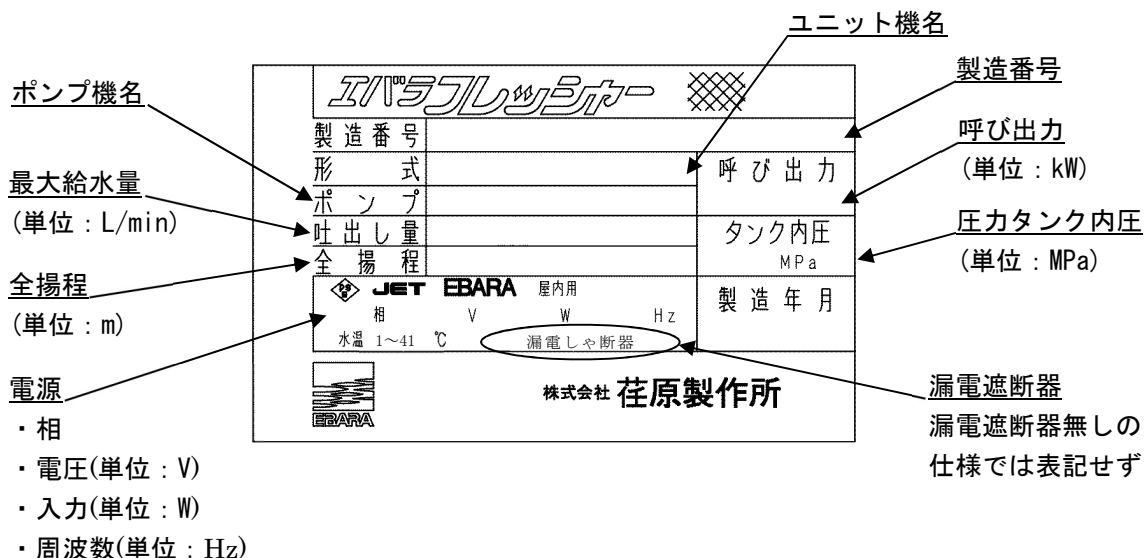 ユニット機名
製造番号
ポンプ機名
エバラフレッシャー
呼び出力
(単位：kW)
製造番号
形 式
呼び出力
最大給水量
(単位：L/min)
ポンプ
吐出し量
タンク内圧
MPa
圧力タンク内圧
(単位：MPa)
全揚程
全揚程
(単位：m)
PS E JET EBARA 屋内用
製造年月
相 V W Hz
水温 1～41 ℃ 漏電しゃ断器
電源
・相
・電圧(単位：V)
・入力(単位：W)
・周波数(単位：Hz)
EBARA
株式会社 荏原製作所
漏電遮断器
漏電遮断器無しの
仕様では表記せず